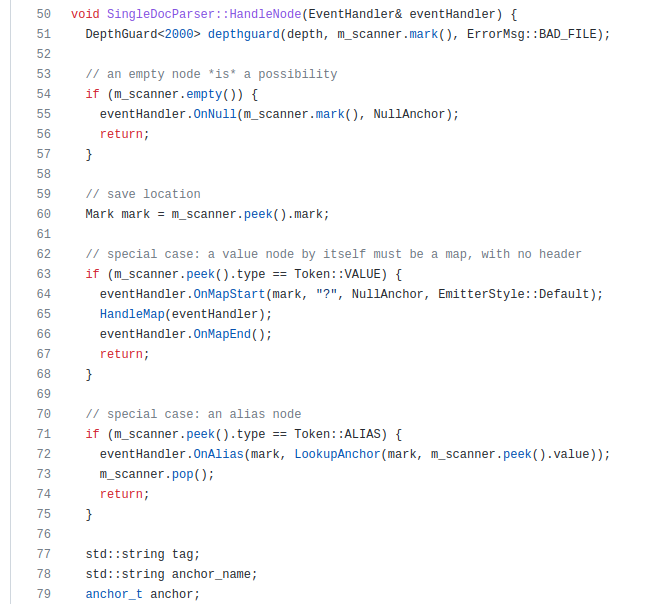 50 void SingleDocParser::HandleNode(EventHandler& eventHandler) {
51   DepthGuard<2000> depthguard(depth, m_scanner.mark(), ErrorMsg::BAD_FILE);
52
53   // an empty node *is* a possibility
54   if (m_scanner.empty()) {
55     eventHandler.OnNull(m_scanner.mark(), NullAnchor);
56     return;
57   }
58
59   // save location
60   Mark mark = m_scanner.peek().mark;
61
62   // special case: a value node by itself must be a map, with no header
63   if (m_scanner.peek().type == Token::VALUE) {
64     eventHandler.OnMapStart(mark, "?", NullAnchor, EmitterStyle::Default);
65     HandleMap(eventHandler);
66     eventHandler.OnMapEnd();
67     return;
68   }
69
70   // special case: an alias node
71   if (m_scanner.peek().type == Token::ALIAS) {
72     eventHandler.OnAlias(mark, LookupAnchor(mark, m_scanner.peek().value));
73     m_scanner.pop();
74     return;
75   }
76
77   std::string tag;
78   std::string anchor_name;
79   anchor_t anchor;